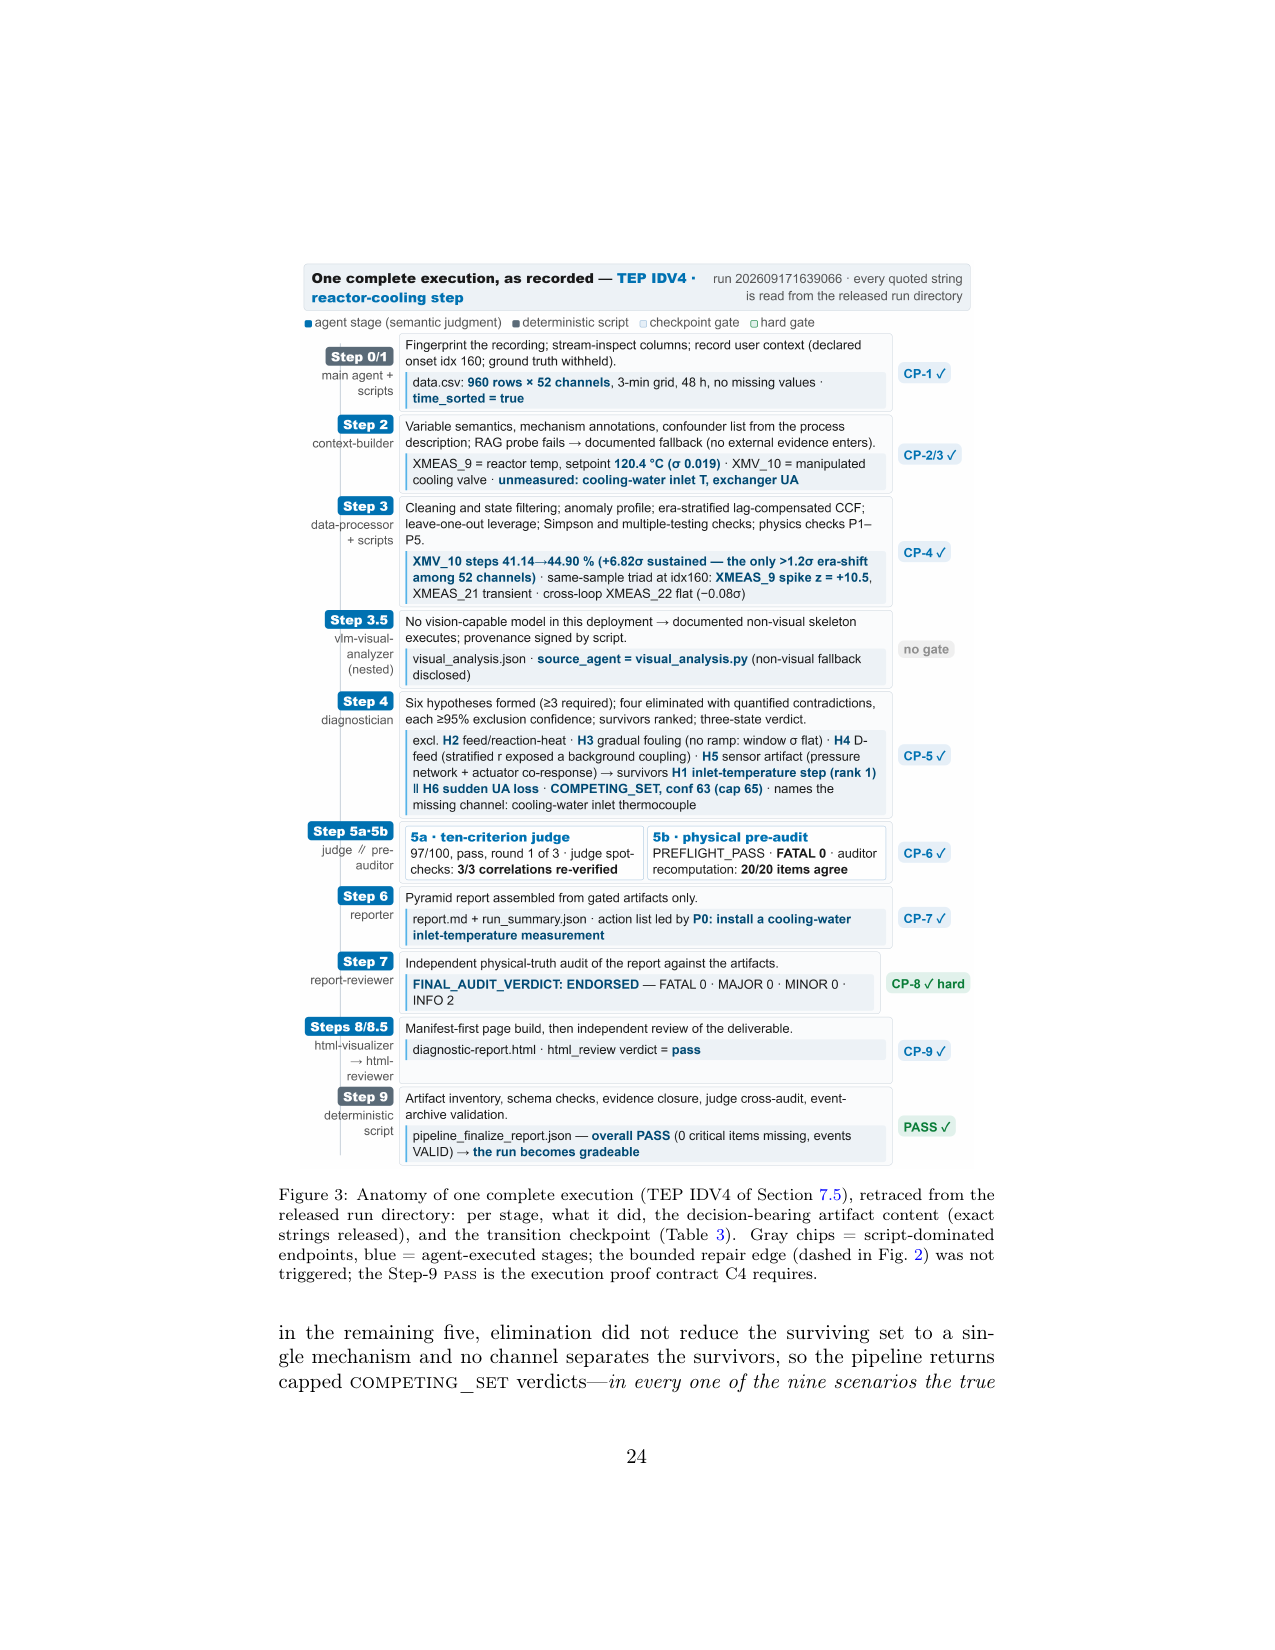 One complete execution, as recorded — TEP IDV4 ·
reactor-cooling step
run 202609171639066 · every quoted string
is read from the released run directory
agent stage (semantic judgment) deterministic script checkpoint gate hard gate
Step 0/1
main agent +
scripts
Fingerprint the recording; stream-inspect columns; record user context (declared
onset idx 160; ground truth withheld).
data.csv: 960 rows × 52 channels, 3-min grid, 48 h, no missing values ·
time_sorted = true
CP-1 ✓
Step 2
context-builder
Variable semantics, mechanism annotations, confounder list from the process
description; RAG probe fails → documented fallback (no external evidence enters).
XMEAS_9 = reactor temp, setpoint 120.4 °C (σ 0.019) · XMV_10 = manipulated
cooling valve · unmeasured: cooling-water inlet T, exchanger UA
CP-2/3 ✓
Step 3
data-processor
+ scripts
Cleaning and state filtering; anomaly profile; era-stratified lag-compensated CCF;
leave-one-out leverage; Simpson and multiple-testing checks; physics checks P1–
P5.
XMV_10 steps 41.14→44.90 % (+6.82σ sustained — the only >1.2σ era-shift
among 52 channels) · same-sample triad at idx160: XMEAS_9 spike z = +10.5,
XMEAS_21 transient · cross-loop XMEAS_22 flat (−0.08σ)
CP-4 ✓
Step 3.5
vlm-visual-
analyzer
(nested)
No vision-capable model in this deployment → documented non-visual skeleton
executes; provenance signed by script.
visual_analysis.json · source_agent = visual_analysis.py (non-visual fallback
disclosed)
no gate
Step 4
diagnostician
Six hypotheses formed (≥3 required); four eliminated with quantified contradictions,
each ≥95% exclusion confidence; survivors ranked; three-state verdict.
excl. H2 feed/reaction-heat · H3 gradual fouling (no ramp: window σ flat) · H4 D-
feed (stratified r exposed a background coupling) · H5 sensor artifact (pressure
network + actuator co-response) → survivors H1 inlet-temperature step (rank 1)
‖ H6 sudden UA loss · COMPETING_SET, conf 63 (cap 65) · names the
missing channel: cooling-water inlet thermocouple
CP-5 ✓
Step 5a·5b
judge ⫽ pre-
auditor
5a · ten-criterion judge
97/100, pass, round 1 of 3 · judge spot-
checks: 3/3 correlations re-verified
5b · physical pre-audit
PREFLIGHT_PASS · FATAL 0 · auditor
recomputation: 20/20 items agree
CP-6 ✓
Step 6
reporter
Pyramid report assembled from gated artifacts only.
report.md + run_summary.json · action list led by P0: install a cooling-water
inlet-temperature measurement
CP-7 ✓
Step 7
report-reviewer
Independent physical-truth audit of the report against the artifacts.
FINAL_AUDIT_VERDICT: ENDORSED — FATAL 0 · MAJOR 0 · MINOR 0 ·
INFO 2
CP-8 ✓ hard
Steps 8/8.5
html-visualizer
→ html-
reviewer
Manifest-first page build, then independent review of the deliverable.
diagnostic-report.html · html_review verdict = pass
CP-9 ✓
Step 9
deterministic
script
Artifact inventory, schema checks, evidence closure, judge cross-audit, event-
archive validation.
pipeline_finalize_report.json — overall PASS (0 critical items missing, events
VALID) → the run becomes gradeable
PASS ✓
Figure 3: Anatomy of one complete execution (TEP IDV4 of Section 7.5), retraced from the
released run directory: per stage, what it did, the decision-bearing artifact content (exact
strings released), and the transition checkpoint (Table 3). Gray chips = script-dominated
endpoints, blue = agent-executed stages; the bounded repair edge (dashed in Fig. 2) was not
triggered; the Step-9 PASS is the execution proof contract C4 requires.
in the remaining five, elimination did not reduce the surviving set to a sin-
gle mechanism and no channel separates the survivors, so the pipeline returns
capped COMPETING_SET verdicts—in every one of the nine scenarios the true
24